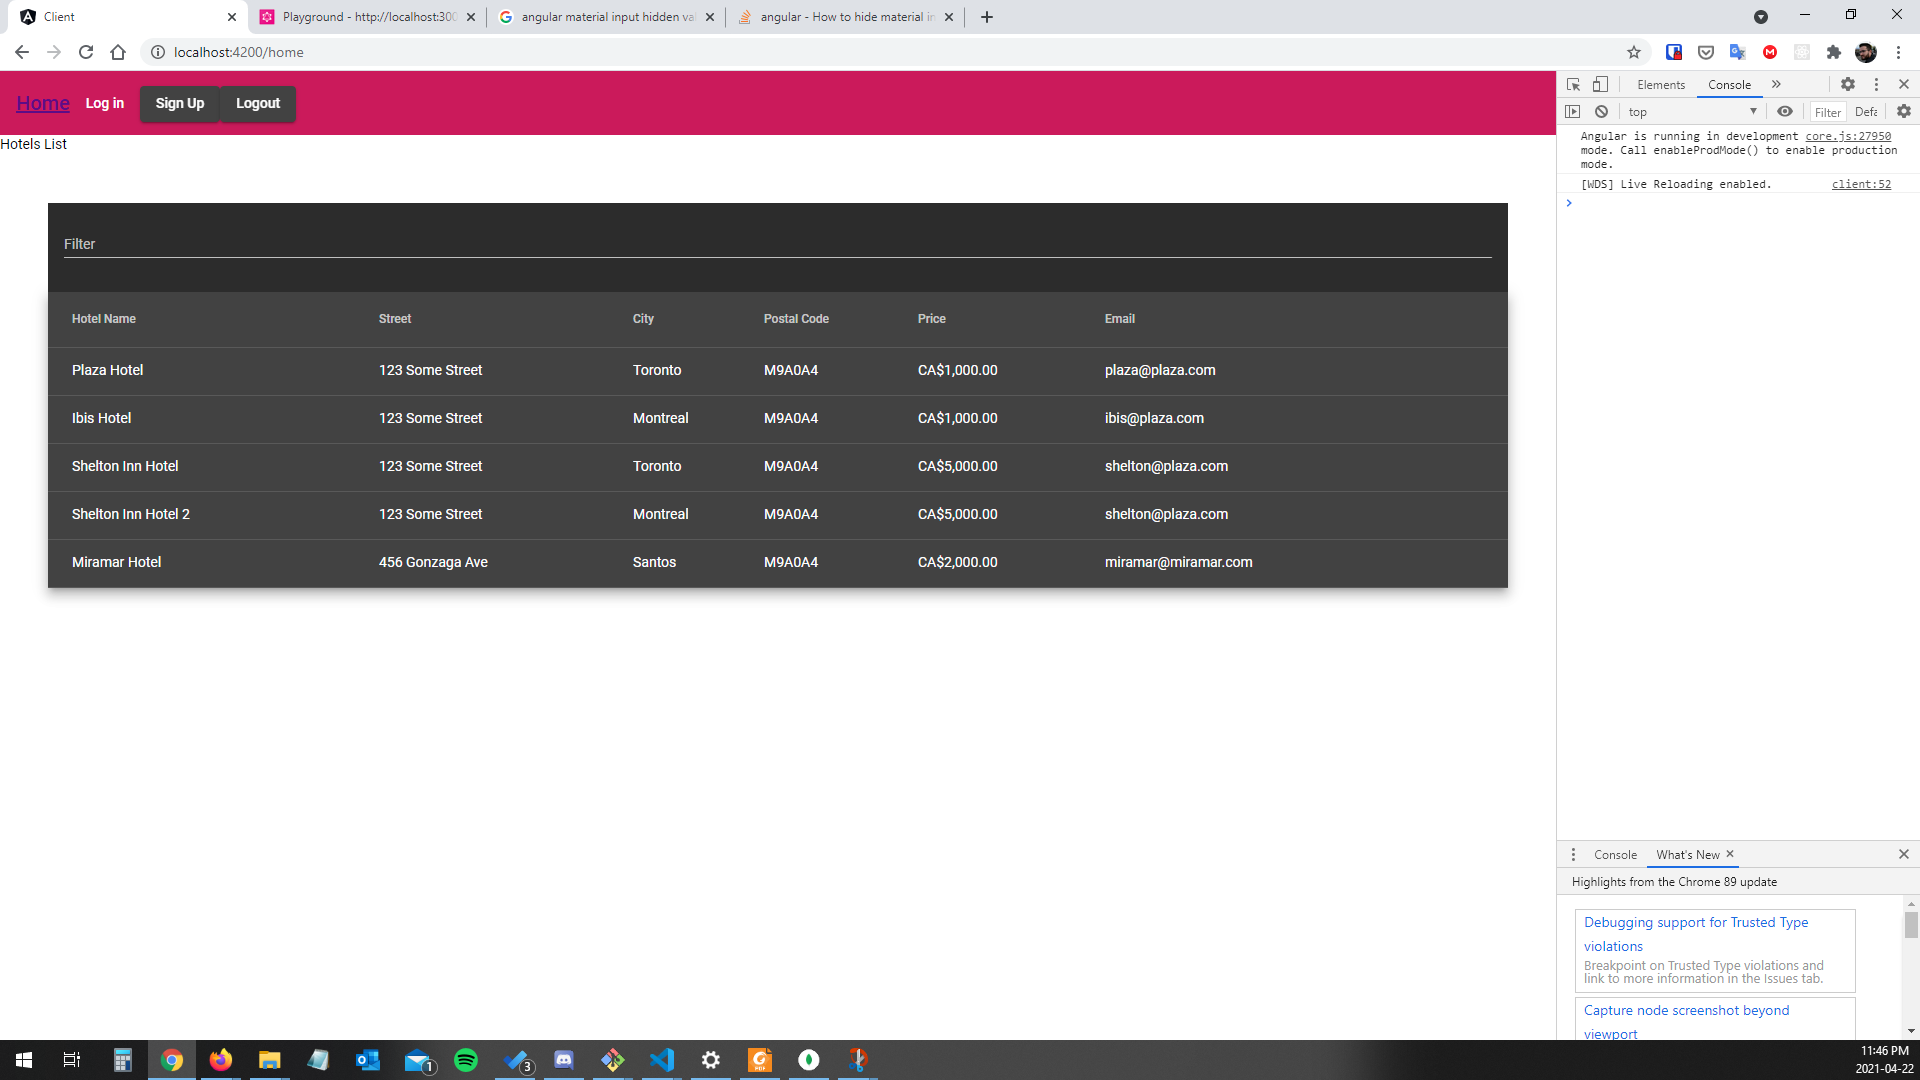 Client
Playground - http://localhost:300
angular material input hidden val
angular - How to hide material in
localhost:4200/home
Home
Log in
Sign Up
Logout
Hotels List
Filter
Hotel Name Street City Postal Code Price Email
Plaza Hotel 123 Some Street Toronto M9A0A4 CA$1,000.00 plaza@plaza.com
Ibis Hotel 123 Some Street Montreal M9A0A4 CA$1,000.00 ibis@plaza.com
Shelton Inn Hotel 123 Some Street Toronto M9A0A4 CA$5,000.00 shelton@plaza.com
Shelton Inn Hotel 2 123 Some Street Montreal M9A0A4 CA$5,000.00 shelton@plaza.com
Miramar Hotel 456 Gonzaga Ave Santos M9A0A4 CA$2,000.00 miramar@miramar.com
Elements Console
top Filter Defa
Angular is running in development core.js:27950
mode. Call enableProdMode() to enable production
mode.
[WDS] Live Reloading enabled. client:52
Console What's New
Highlights from the Chrome 89 update
Debugging support for Trusted Type
violations
Breakpoint on Trusted Type violations and
link to more information in the Issues tab.
Capture node screenshot beyond
viewport
1
3
11:46 PM
2021-04-22